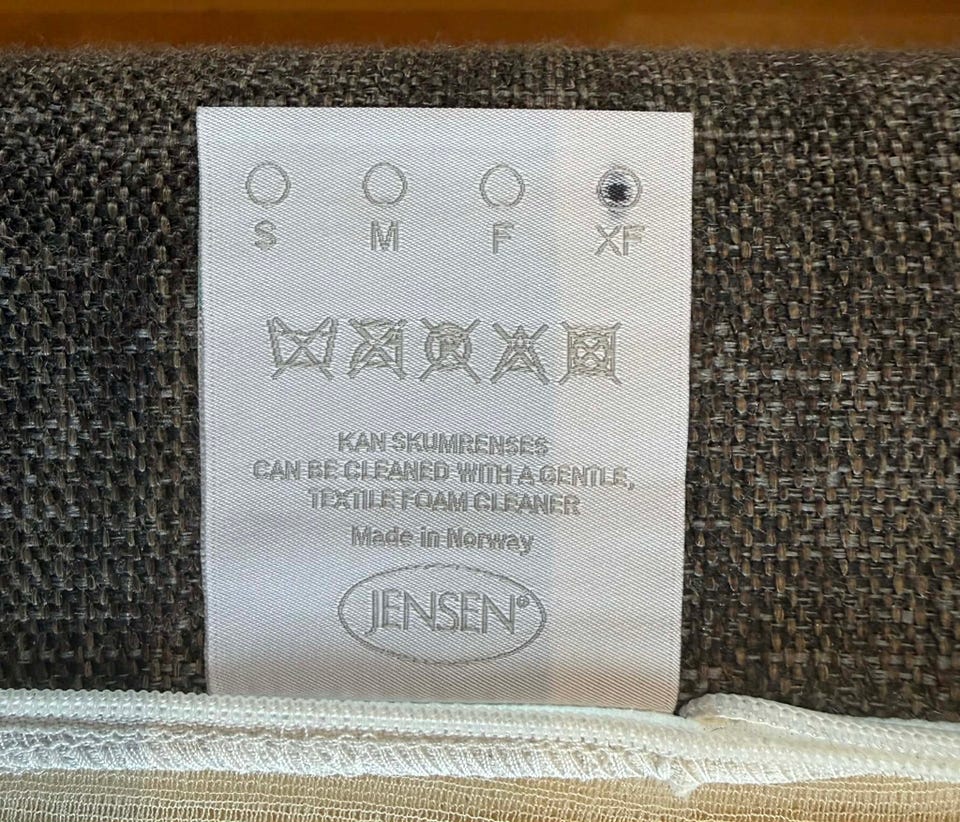 S M F XF
P
KAN SKUMRENSES
CAN BE CLEANED WITH A GENTLE,
TEXTILE FOAM CLEANER
Made in Norway
JENSEN®